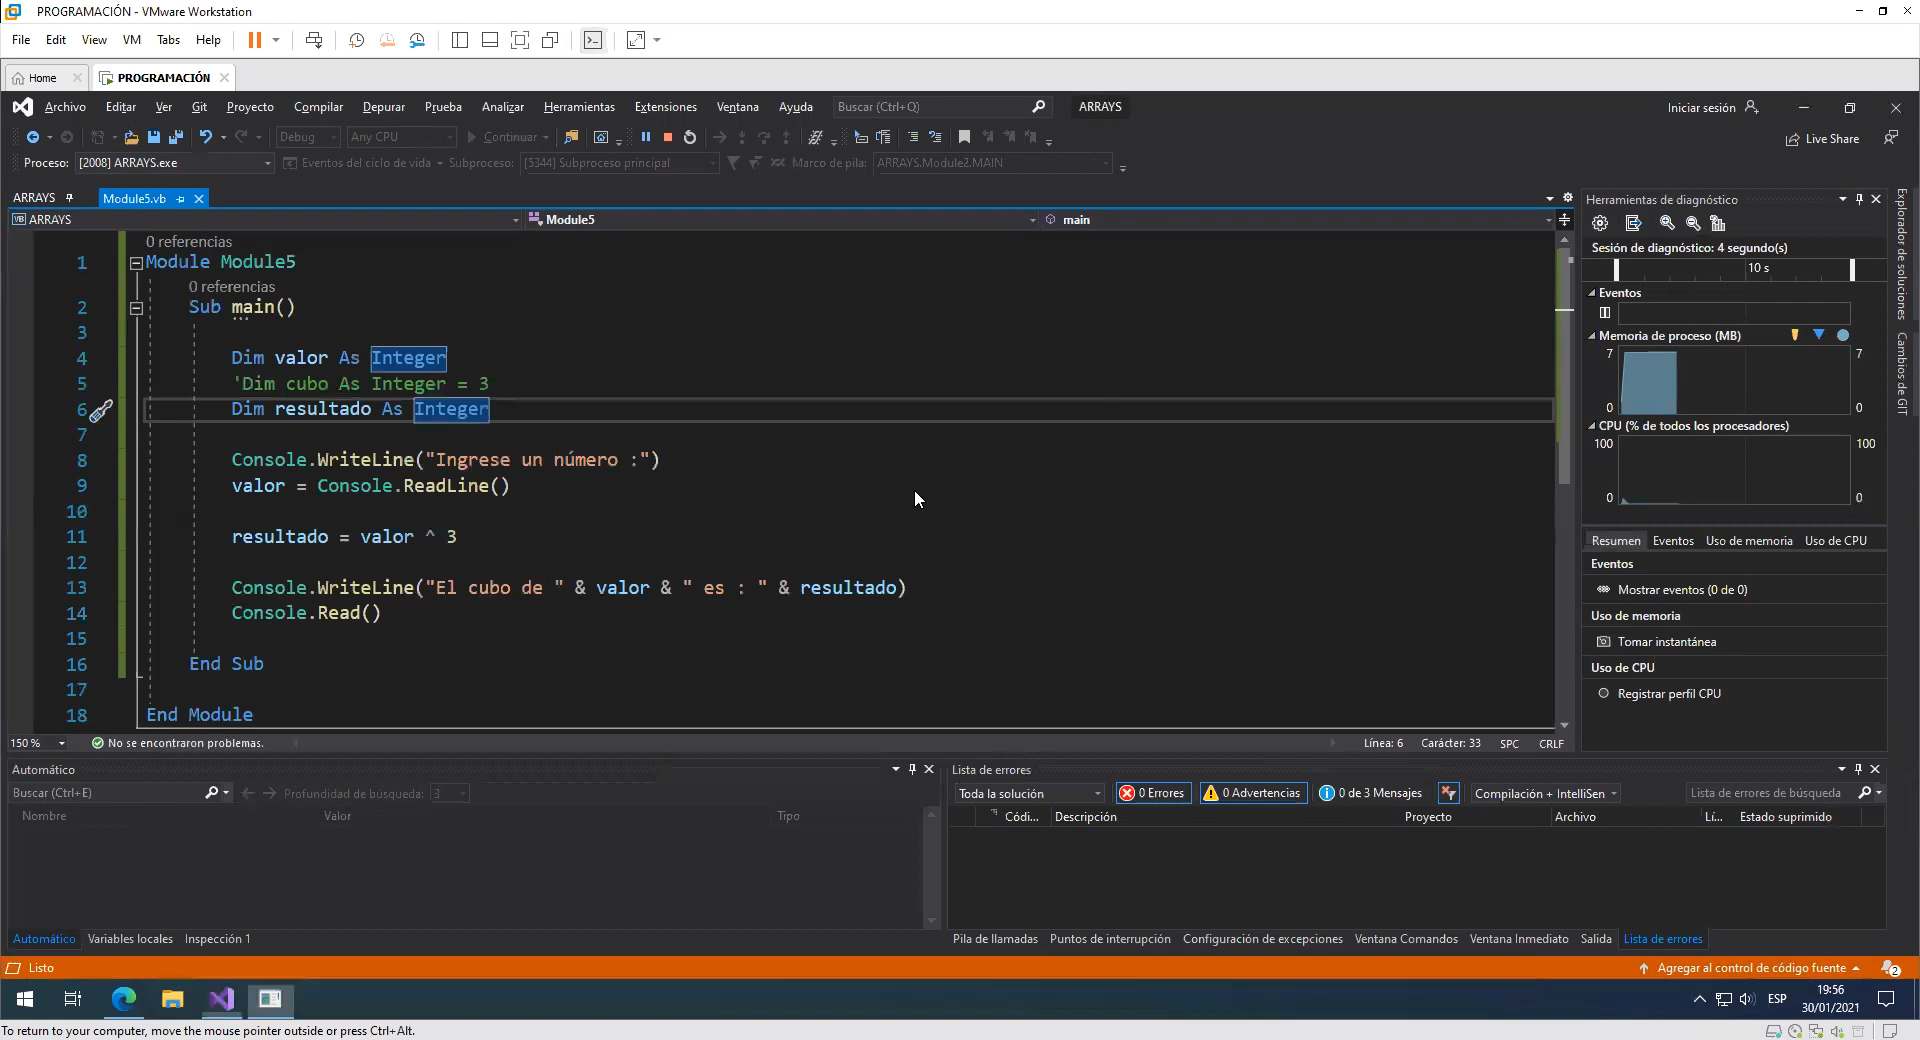 PROGRAMACIÓN - VMware Workstation
File Edit View VM Tabs Help
Home PROGRAMACIÓN
Archivo Editar Ver Git Proyecto Compilar Depurar Prueba Analizar Herramientas Extensiones Ventana Ayuda Buscar (Ctrl+Q) ARRAYS Iniciar sesión
Debug Any CPU Continuar Live Share
Proceso: [2008] ARRAYS.exe Eventos del ciclo de vida Subproceso: [5344] Subproceso principal Marco de pila: ARRAYS.Module2.MAIN
ARRAYS Module5.vb
VB ARRAYS Module5 main
0 referencias
1 Module Module5
0 referencias
2 Sub main()
3
4 Dim valor As Integer
5 'Dim cubo As Integer = 3
6 Dim resultado As Integer
7
8 Console.WriteLine("Ingrese un número :")
9 valor = Console.ReadLine()
10
11 resultado = valor ^ 3
12
13 Console.WriteLine("El cubo de " & valor & " es : " & resultado)
14 Console.Read()
15
16 End Sub
17
18 End Module
150 % No se encontraron problemas. Línea: 6 Carácter: 33 SPC CRLF
Herramientas de diagnóstico
Sesión de diagnóstico: 4 segundo(s)
10 s
Eventos
Memoria de proceso (MB)
7 7
0 0
CPU (% de todos los procesadores)
100 100
0 0
Resumen Eventos Uso de memoria Uso de CPU
Eventos
Mostrar eventos (0 de 0)
Uso de memoria
Tomar instantánea
Uso de CPU
Registrar perfil CPU
Explorador de soluciones
Cambios de GIT
Automático
Buscar (Ctrl+E) Profundidad de búsqueda: 3
Nombre Valor Tipo
Automático Variables locales Inspección 1
Lista de errores
Toda la solución 0 Errores 0 Advertencias 0 de 3 Mensajes Compilación + IntelliSen Lista de errores de búsqueda
Códi... Descripción Proyecto Archivo Lí... Estado suprimido
Pila de llamadas Puntos de interrupción Configuración de excepciones Ventana Comandos Ventana Inmediato Salida Lista de errores
Listo Agregar al control de código fuente 2
ESP 19:56
30/01/2021
To return to your computer, move the mouse pointer outside or press Ctrl+Alt.